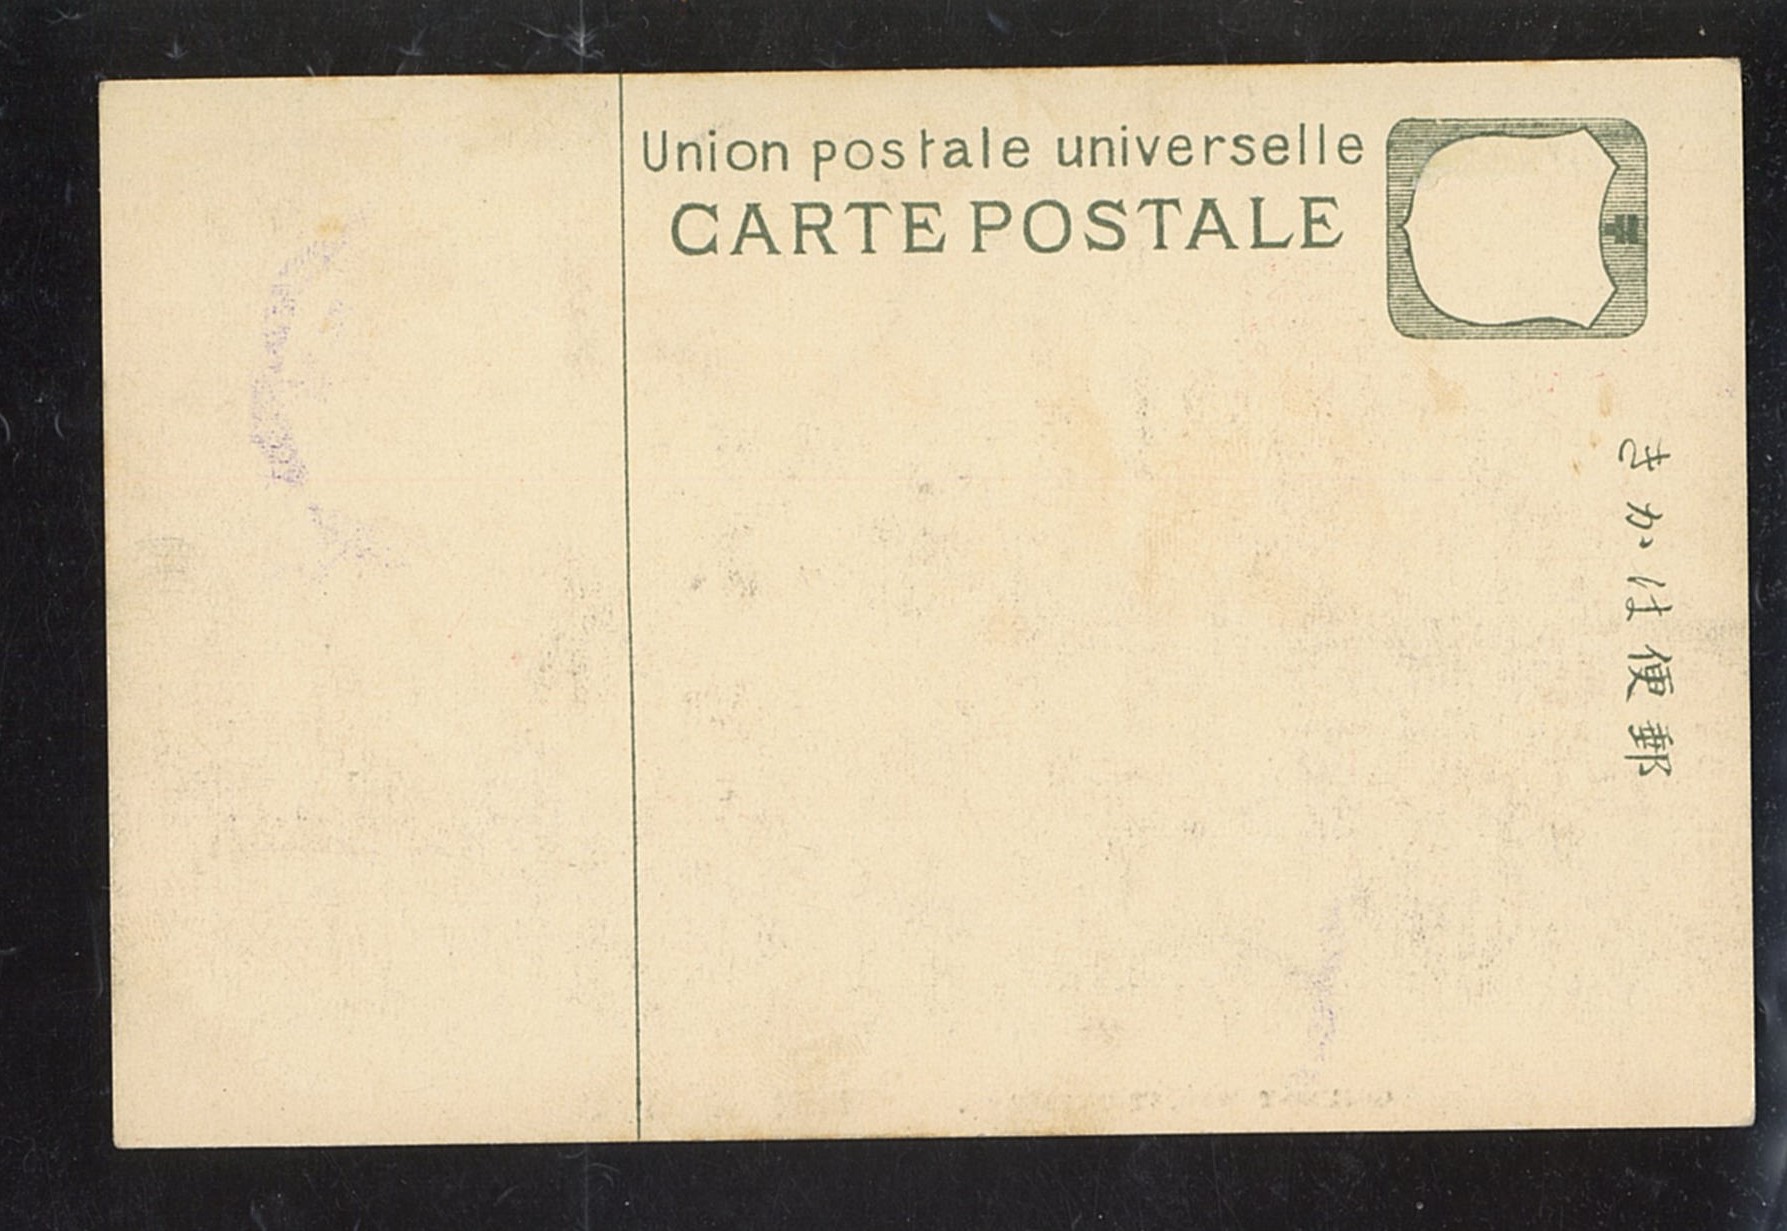 Union postale universelle
CARTE POSTALE
郵便はかき